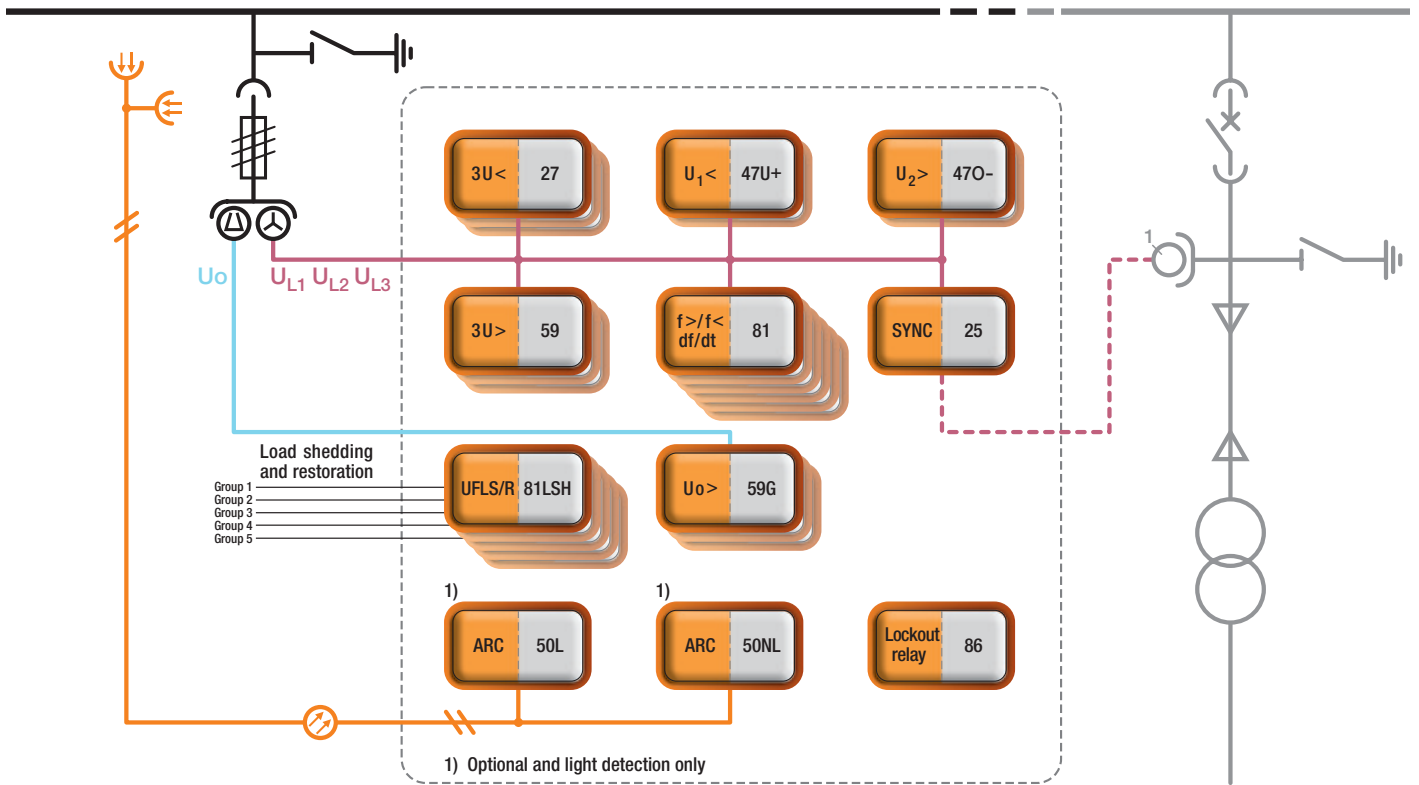 3U< 27
U1< 47U+
U2> 47O-
1
Uo
UL1 UL2 UL3
3U> 59
f>/f<
df/dt
81
SYNC 25
Load shedding
and restoration
Group 1
Group 2
Group 3
Group 4
Group 5
UFLS/R 81LSH
Uo> 59G
1)
ARC 50L
1)
ARC 50NL
Lockout
relay
86
1) Optional and light detection only